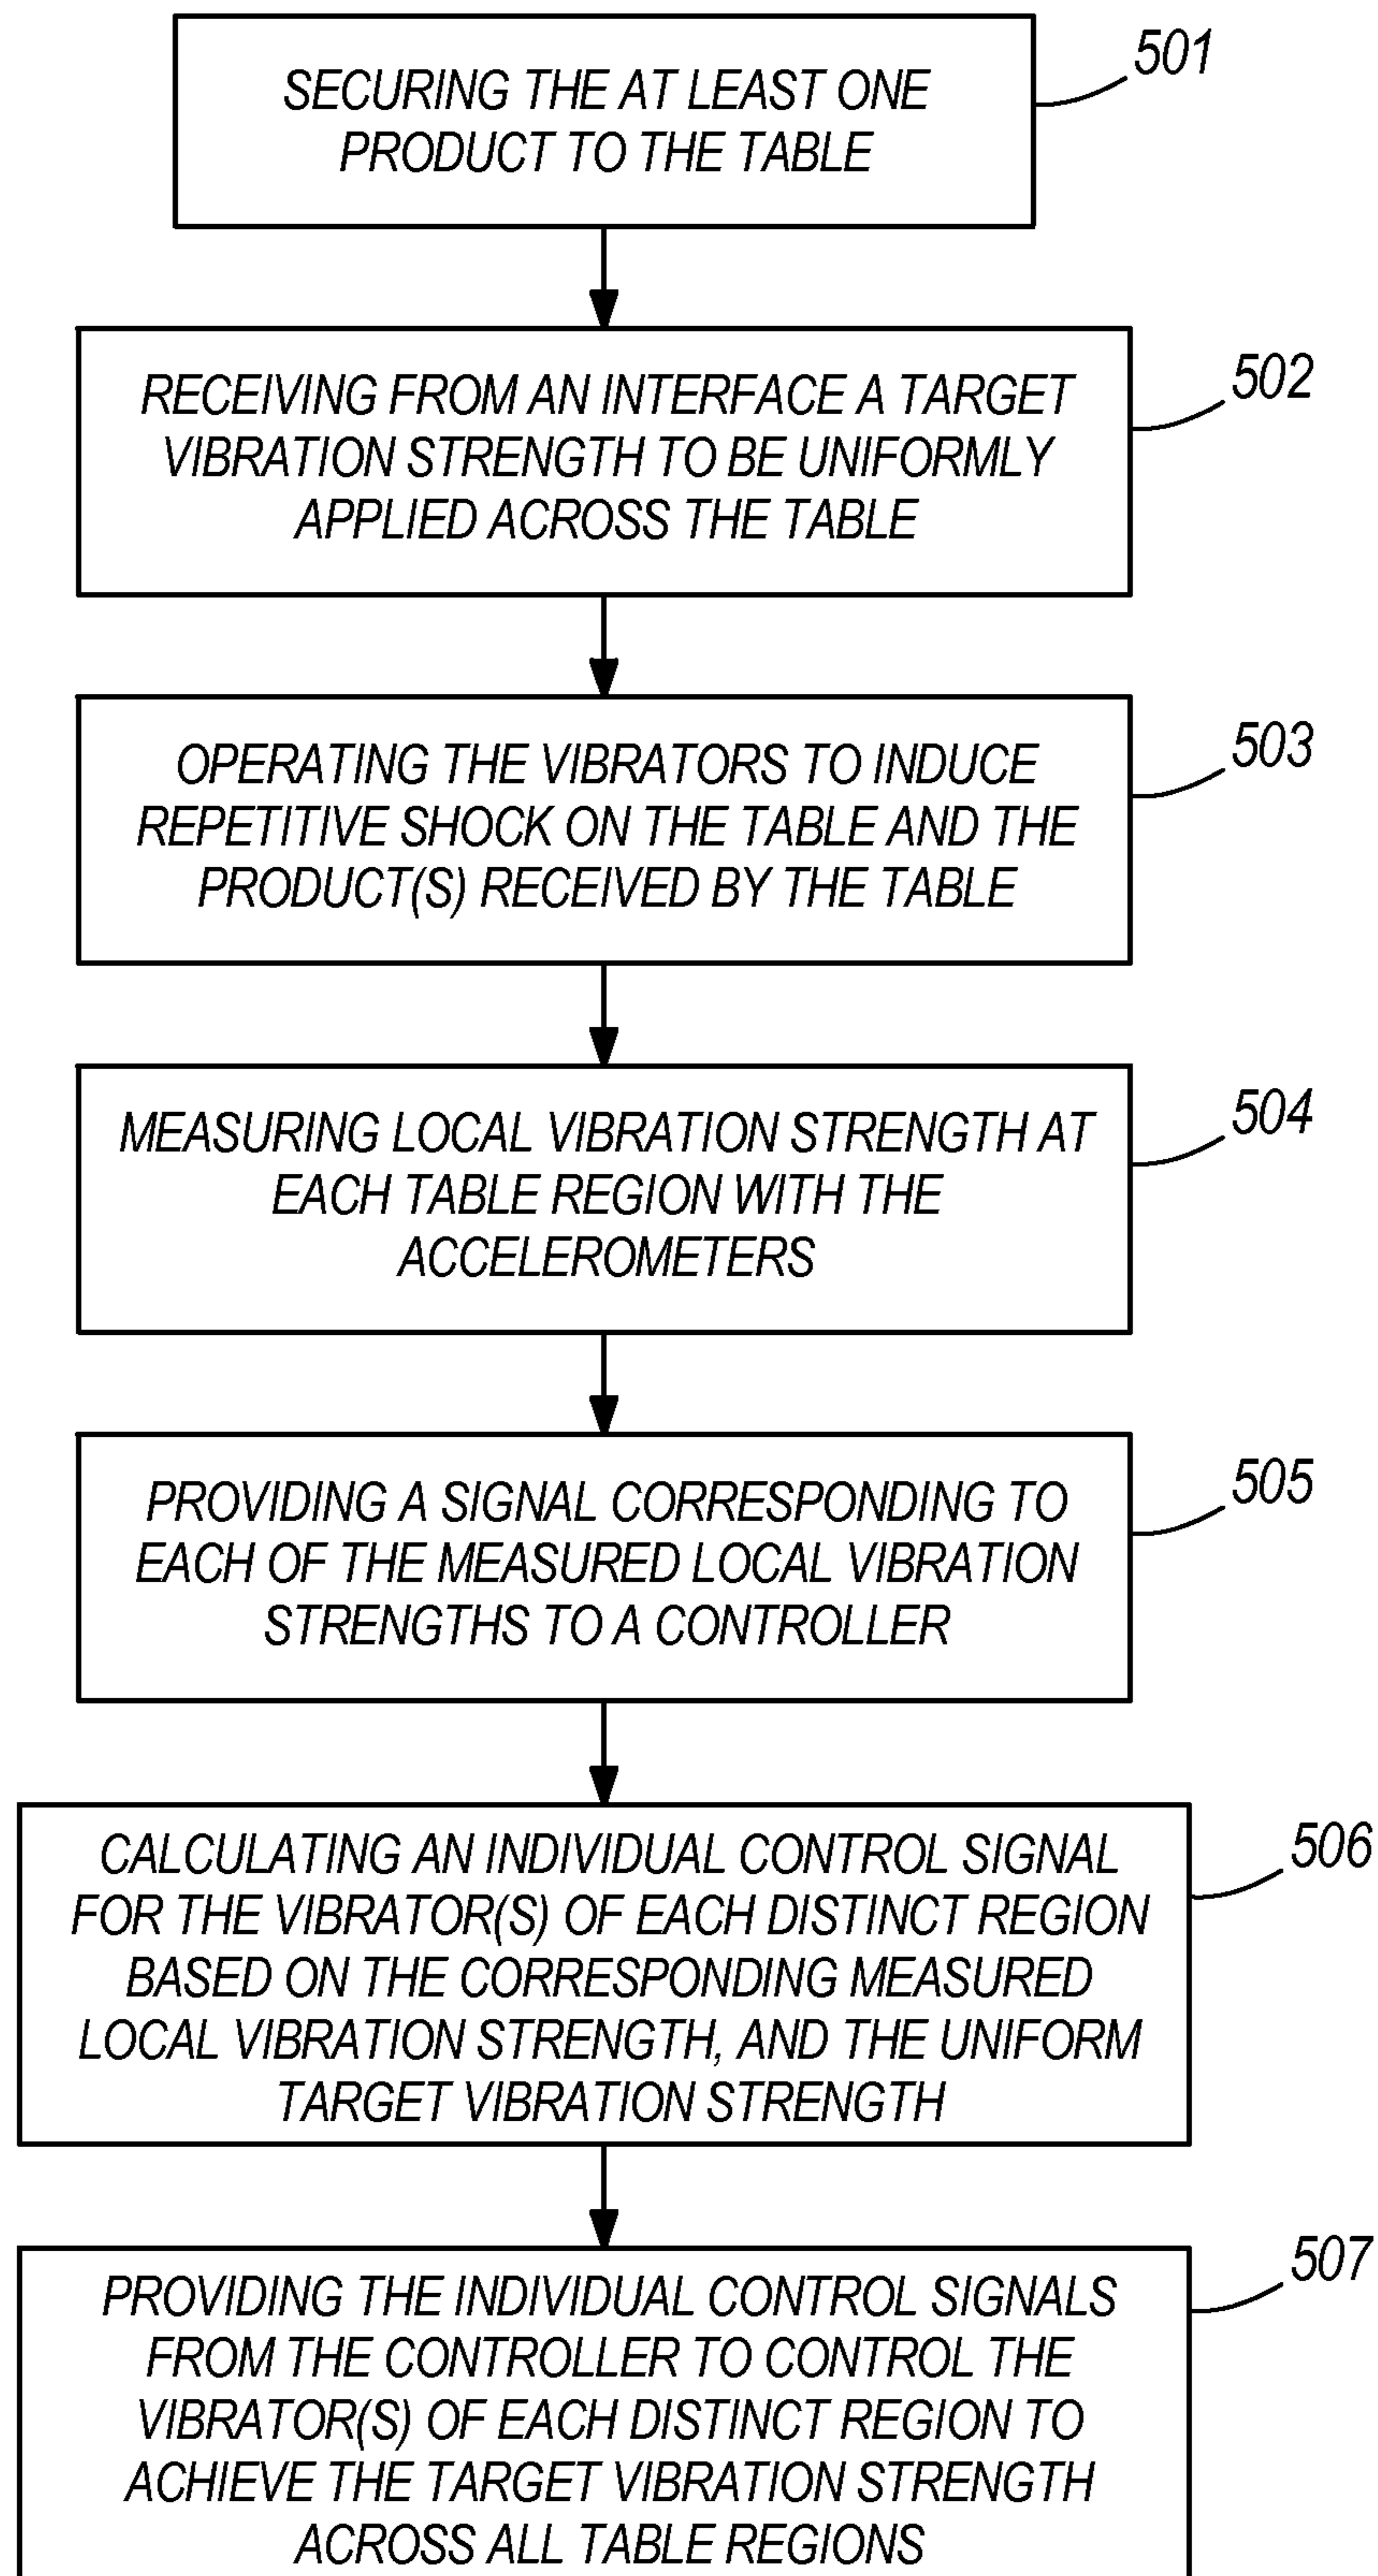 SECURING THE AT LEAST ONE
PRODUCT TO THE TABLE
501
RECEIVING FROM AN INTERFACE A TARGET
VIBRATION STRENGTH TO BE UNIFORMLY
APPLIED ACROSS THE TABLE
502
OPERATING THE VIBRATORS TO INDUCE
REPETITIVE SHOCK ON THE TABLE AND THE
PRODUCT(S) RECEIVED BY THE TABLE
503
MEASURING LOCAL VIBRATION STRENGTH AT
EACH TABLE REGION WITH THE
ACCELEROMETERS
504
PROVIDING A SIGNAL CORRESPONDING TO
EACH OF THE MEASURED LOCAL VIBRATION
STRENGTHS TO A CONTROLLER
505
CALCULATING AN INDIVIDUAL CONTROL SIGNAL
FOR THE VIBRATOR(S) OF EACH DISTINCT REGION
BASED ON THE CORRESPONDING MEASURED
LOCAL VIBRATION STRENGTH, AND THE UNIFORM
TARGET VIBRATION STRENGTH
506
PROVIDING THE INDIVIDUAL CONTROL SIGNALS
FROM THE CONTROLLER TO CONTROL THE
VIBRATOR(S) OF EACH DISTINCT REGION TO
ACHIEVE THE TARGET VIBRATION STRENGTH
ACROSS ALL TABLE REGIONS
507